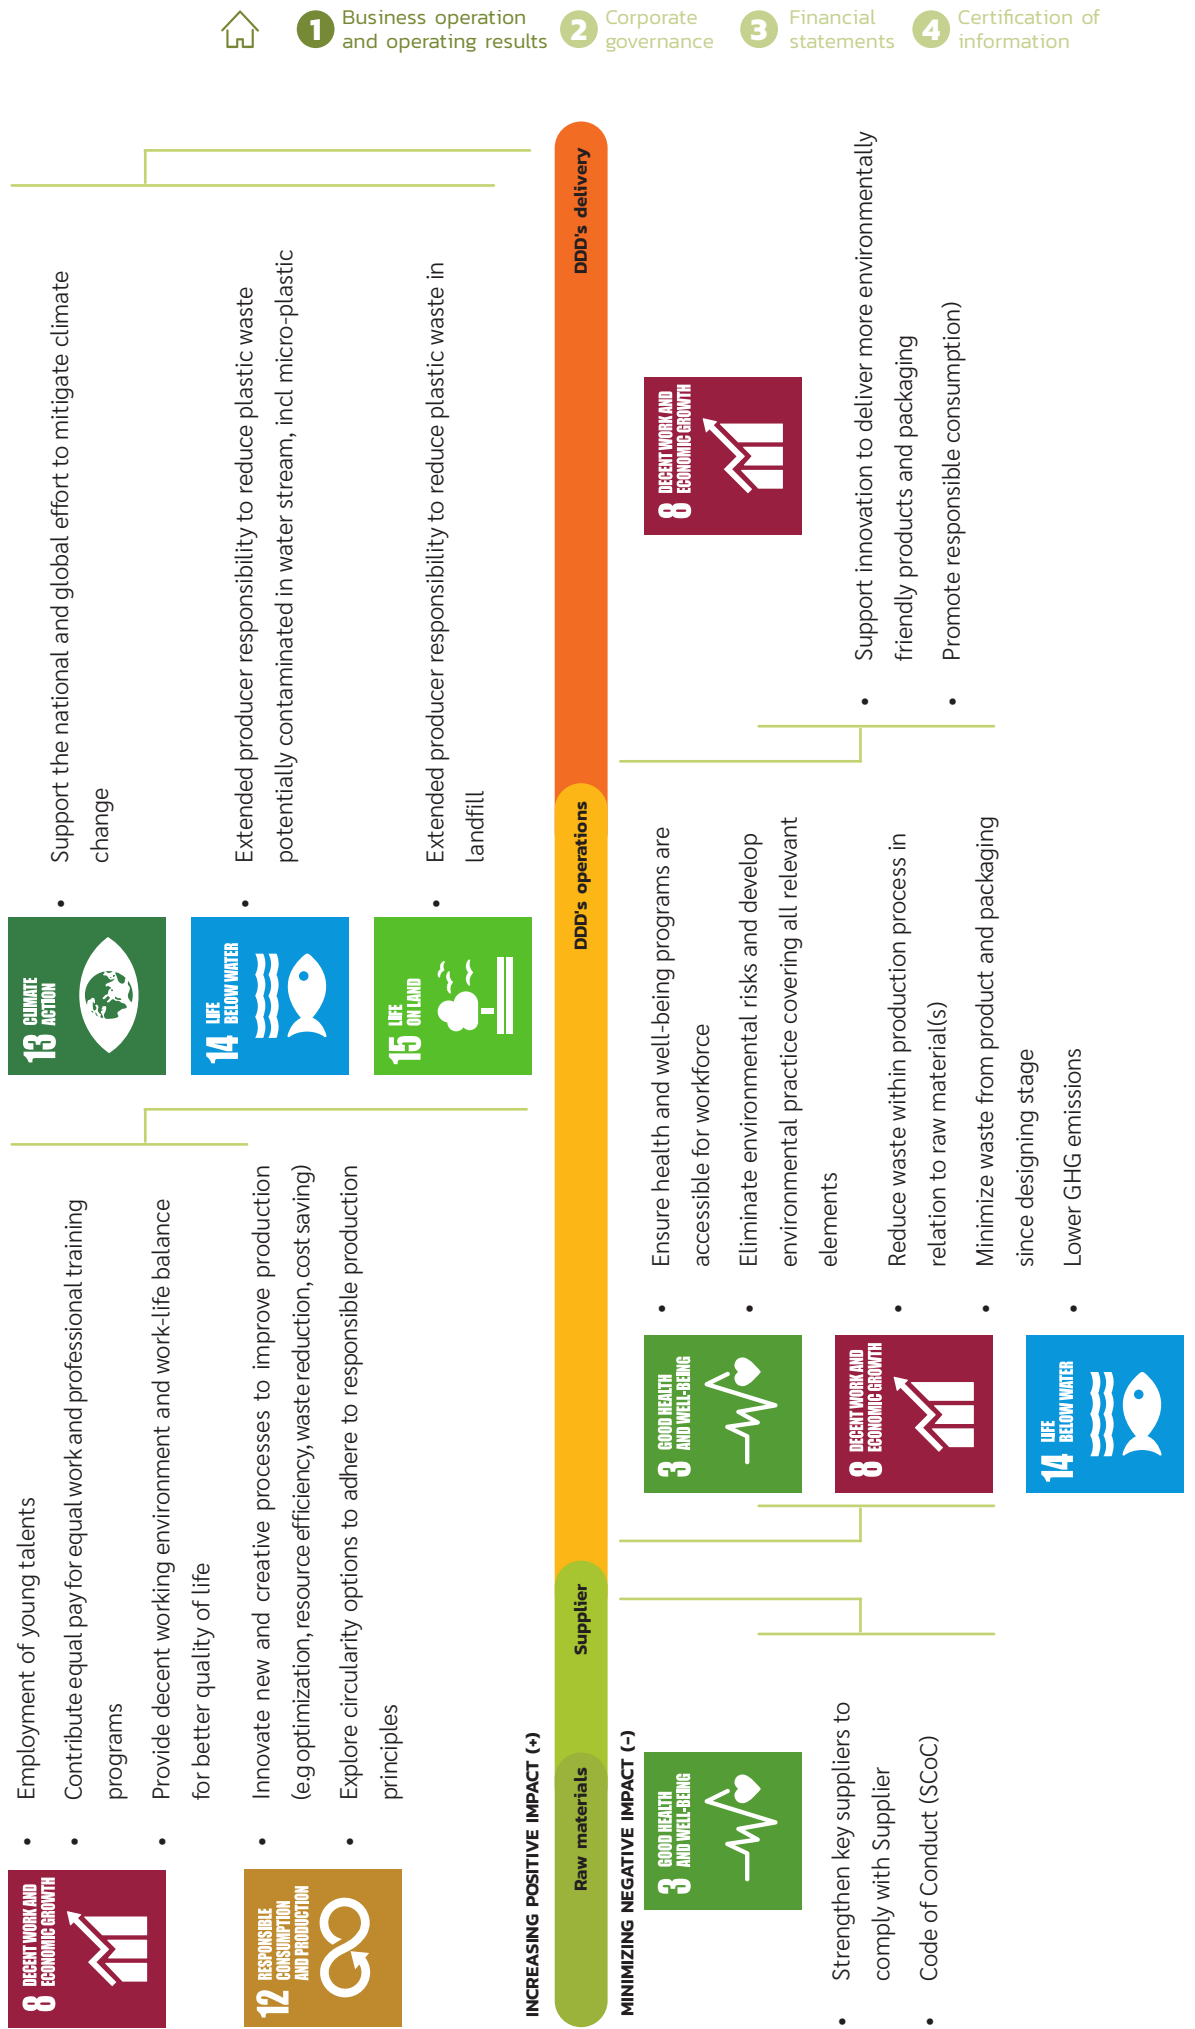 1 Business operation
and operating results
2 Corporate
governance
3 Financial
statements
4 Certification of
information
8 DECENT WORK AND
ECONOMIC GROWTH
• Employment of young talents
• Contribute equal pay for equal work and professional training
programs
• Provide decent working environment and work-life balance
for better quality of life
12 RESPONSIBLE
CONSUMPTION
AND PRODUCTION
• Innovate new and creative processes to improve production
(e.g optimization, resource efficiency, waste reduction, cost saving)
• Explore circularity options to adhere to responsible production
principles
13 CLIMATE
ACTION
• Support the national and global effort to mitigate climate
change
14 LIFE
BELOW WATER
• Extended producer responsibility to reduce plastic waste
potentially contaminated in water stream, incl micro-plastic
15 LIFE
ON LAND
• Extended producer responsibility to reduce plastic waste in
landfill
INCREASING POSITIVE IMPACT (+)
Raw materials
Supplier
DDD's operations
DDD's delivery
MINIMIZING NEGATIVE IMPACT (-)
3 GOOD HEALTH
AND WELL-BEING
• Strengthen key suppliers to
comply with Supplier
• Code of Conduct (SCoC)
3 GOOD HEALTH
AND WELL-BEING
• Ensure health and well-being programs are
accessible for workforce
• Eliminate environmental risks and develop
environmental practice covering all relevant
elements
8 DECENT WORK AND
ECONOMIC GROWTH
• Reduce waste within production process in
relation to raw material(s)
• Minimize waste from product and packaging
since designing stage
14 LIFE
BELOW WATER
• Lower GHG emissions
8 DECENT WORK AND
ECONOMIC GROWTH
• Support innovation to deliver more environmentally
friendly products and packaging
• Promote responsible consumption)